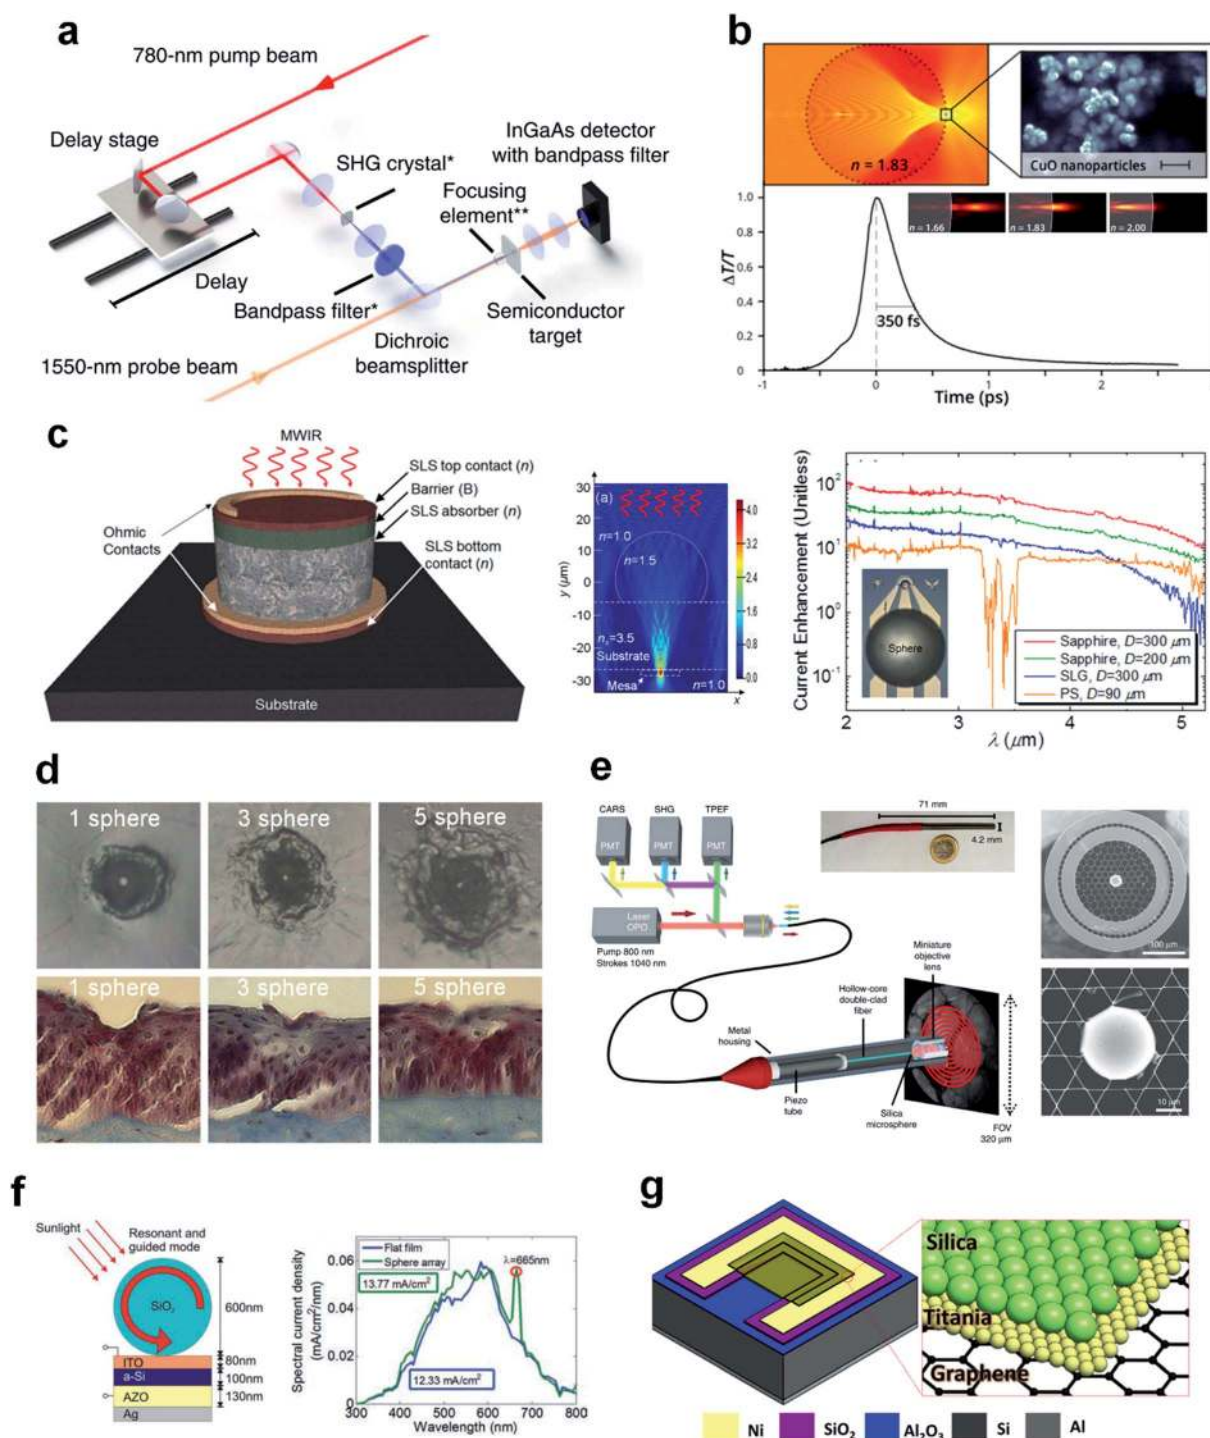 a
780-nm pump beam
Delay stage
SHG crystal*
InGaAs detector
with bandpass filter
Focusing
element**
Delay
Bandpass filter*
Semiconductor
target
Dichroic
beamsplitter
1550-nm probe beam
b
n = 1.83
CuO nanoparticles
n = 1.66
n = 1.83
n = 2.00
ΔT/T
1.0
0.8
0.6
0.4
0.2
0
350 fs
-1
0
1
2
Time (ps)
c
MWIR
SLS top contact (n)
Barrier (B)
SLS absorber (n)
Ohmic
Contacts
SLS bottom
contact (n)
Substrate
(a)
y (μm)
30
20
10
0
-10
-20
-30
n=1.0
n=1.5
nₛ=3.5
Substrate
Mesa
n=1.0
x
4.0
3.2
2.4
1.6
0.8
0.0
Current Enhancement (Unitless)
10²
10¹
10⁰
10⁻¹
Sphere
Sapphire, D=300 μm
Sapphire, D=200 μm
SLG, D=300 μm
PS, D=90 μm
2
3
4
5
λ (μm)
d
1 sphere
3 sphere
5 sphere
1 sphere
3 sphere
5 sphere
e
CARS
SHG
TPEF
PMT
PMT
PMT
Laser
OPO
Pump 800 nm
Strokes 1040 nm
71 mm
4.2 mm
Miniature
objective
lens
Hollow-core
double-clad
fiber
Metal
housing
Piezo
tube
Silica
microsphere
FOV
320 μm
100 μm
10 μm
f
Sunlight
Resonant and
guided mode
SiO₂
600nm
ITO
80nm
a-Si
100nm
AZO
130nm
Ag
Spectral current density
(mA/cm²/nm)
0.06
0.04
0.02
0
Flat film
Sphere array
λ=665nm
13.77 mA/cm²
12.33 mA/cm²
300
400
500
600
700
800
Wavelength (nm)
g
Silica
Titania
Graphene
Ni
SiO₂
Al₂O₃
Si
Al